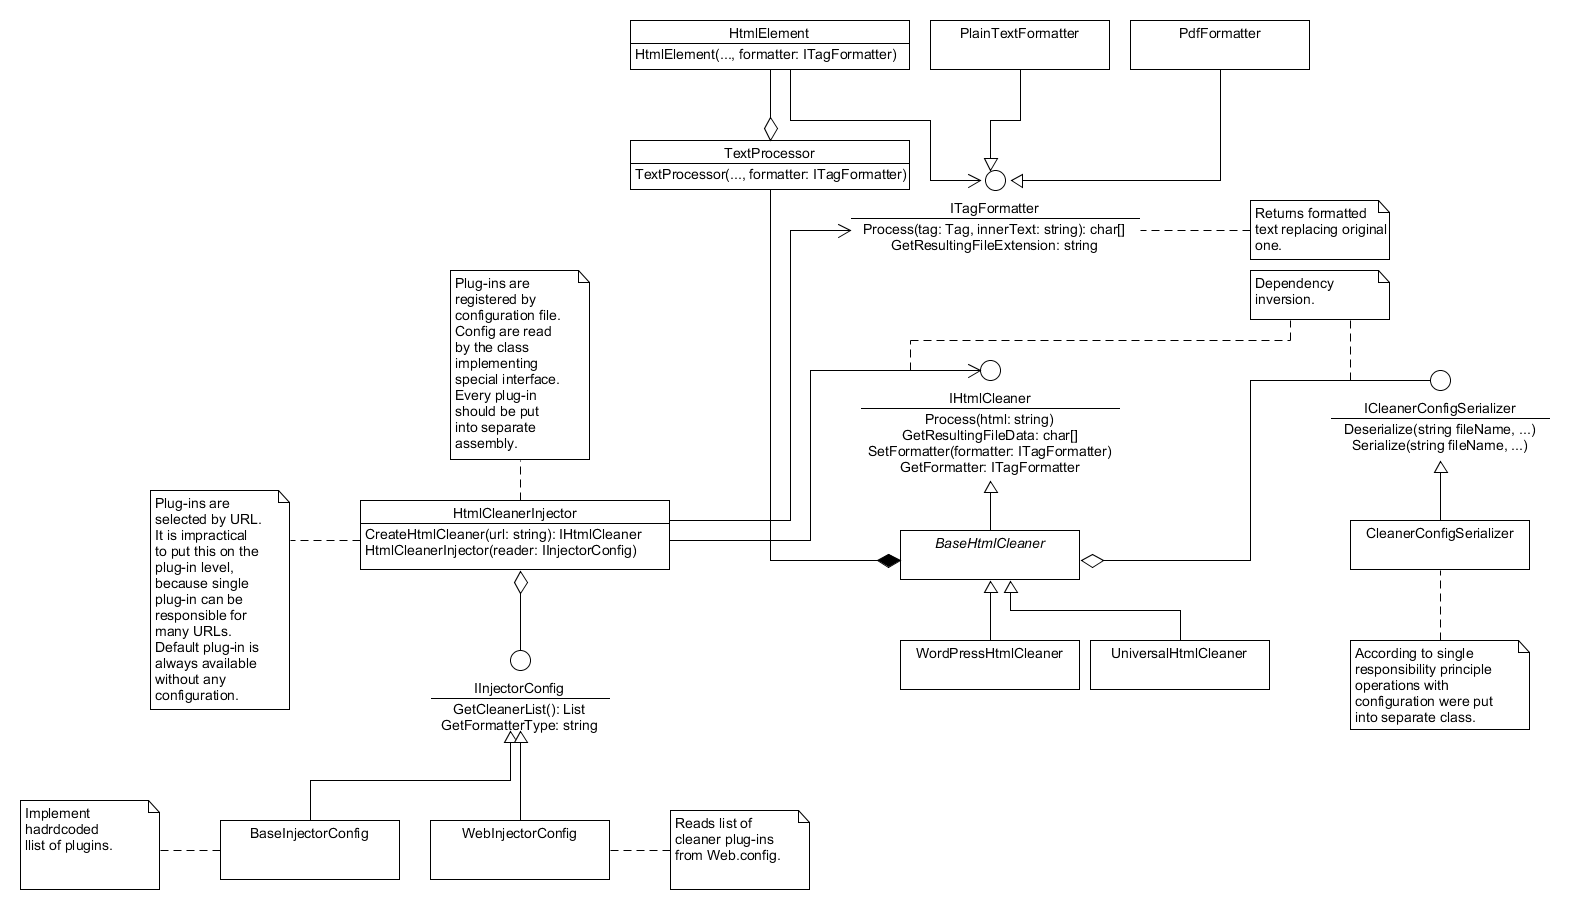 HtmlElement
HtmlElement(..., formatter: ITagFormatter)
PlainTextFormatter
PdfFormatter
TextProcessor
TextProcessor(..., formatter: ITagFormatter)
ITagFormatter
Process(tag: Tag, innerText: string): char[]
GetResultingFileExtension: string
Returns formatted
text replacing original
one.
Plug-ins are
registered by
configuration file.
Config are read
by the class
implementing
special interface.
Every plug-in
should be put
into separate
assembly.
Dependency
inversion.
IHtmlCleaner
Process(html: string)
GetResultingFileData: char[]
SetFormatter(formatter: ITagFormatter)
GetFormatter: ITagFormatter
ICleanerConfigSerializer
Deserialize(string fileName, ...)
Serialize(string fileName, ...)
Plug-ins are
selected by URL.
It is impractical
to put this on the
plug-in level,
because single
plug-in can be
responsible for
many URLs.
Default plug-in is
always available
without any
configuration.
HtmlCleanerInjector
CreateHtmlCleaner(url: string): IHtmlCleaner
HtmlCleanerInjector(reader: IInjectorConfig)
BaseHtmlCleaner
CleanerConfigSerializer
WordPressHtmlCleaner
UniversalHtmlCleaner
According to single
responsibility principle
operations with
configuration were put
into separate class.
IInjectorConfig
GetCleanerList(): List
GetFormatterType: string
Implement
hadrdcoded
llist of plugins.
BaseInjectorConfig
WebInjectorConfig
Reads list of
cleaner plug-ins
from Web.config.